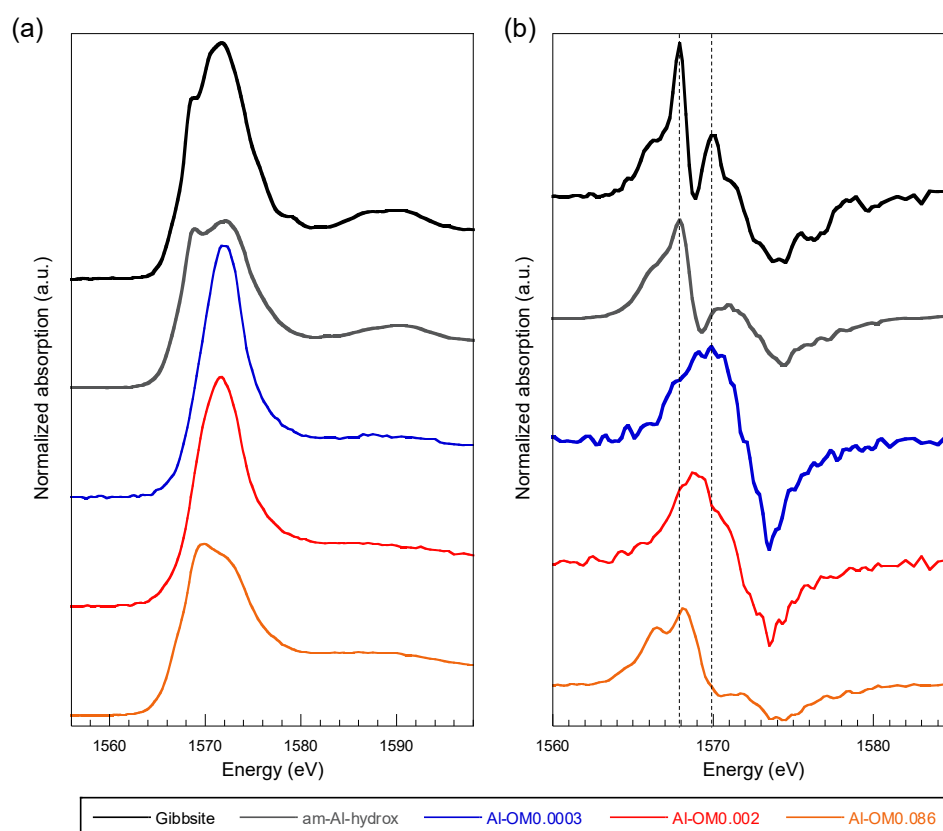 (a)
(b)
Normalized absorption (a.u.)
Normalized absorption (a.u.)
1560 1570 1580 1590
1560 1570 1580
Energy (eV)
Energy (eV)
Gibbsite am-Al-hydrox Al-OM0.0003 Al-OM0.002 Al-OM0.086